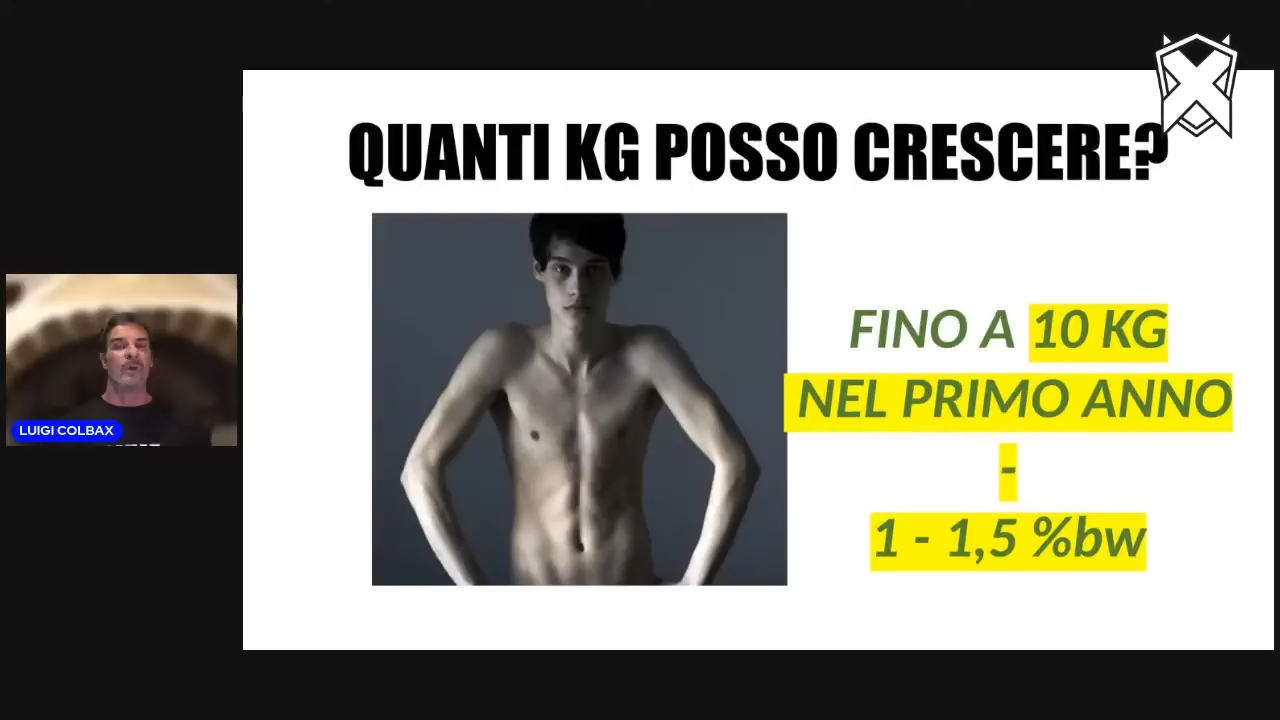 QUANTI KG POSSO CRESCERE?
FINO A 10 KG
NEL PRIMO ANNO
-
1 - 1,5 %bw
LUIGI COLBAX